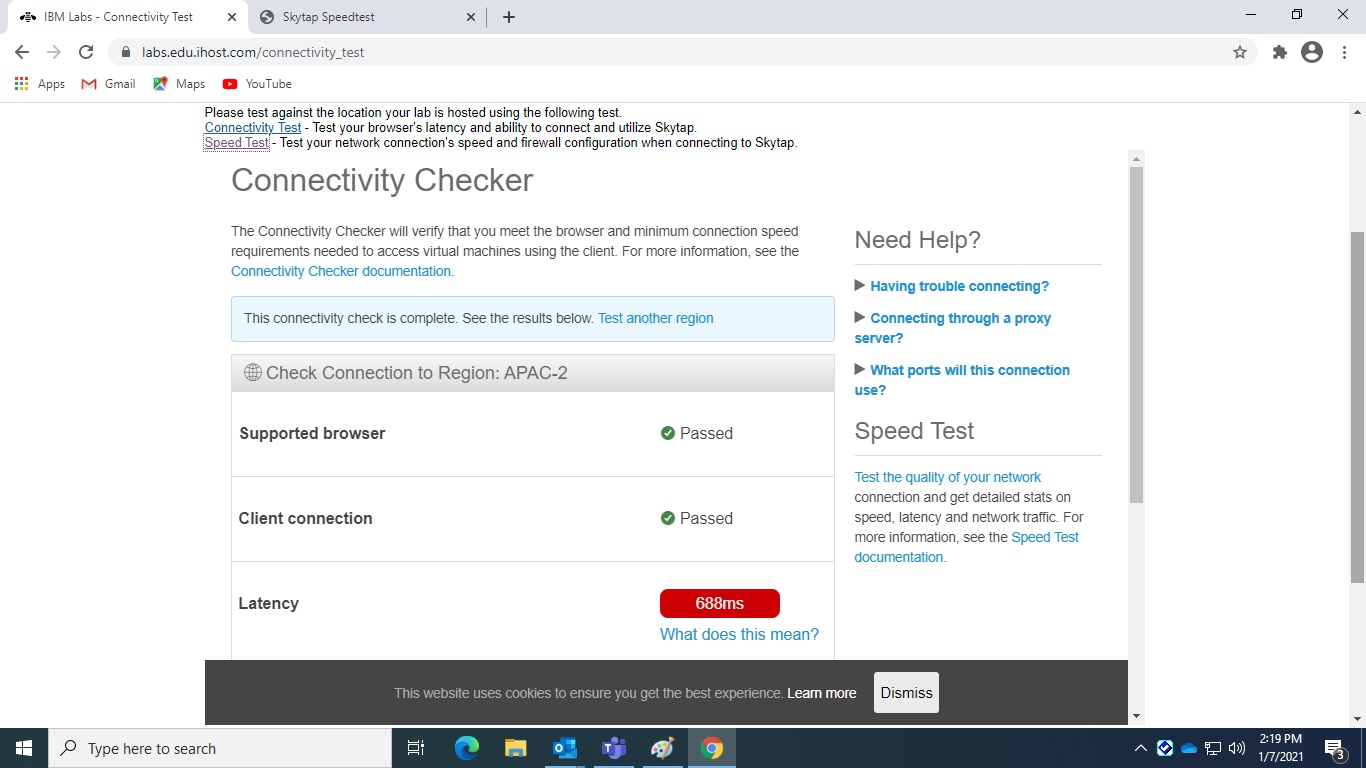 IBM Labs - Connectivity Test
Skytap Speedtest
labs.edu.ihost.com/connectivity_test
Apps Gmail Maps YouTube
Please test against the location your lab is hosted using the following test.
Connectivity Test - Test your browser's latency and ability to connect and utilize Skytap.
Speed Test - Test your network connection's speed and firewall configuration when connecting to Skytap.
Connectivity Checker
The Connectivity Checker will verify that you meet the browser and minimum connection speed
requirements needed to access virtual machines using the client. For more information, see the
Connectivity Checker documentation.
This connectivity check is complete. See the results below. Test another region
Check Connection to Region: APAC-2
Supported browser Passed
Client connection Passed
Latency 688ms
What does this mean?
Need Help?
Having trouble connecting?
Connecting through a proxy
server?
What ports will this connection
use?
Speed Test
Test the quality of your network
connection and get detailed stats on
speed, latency and network traffic. For
more information, see the Speed Test
documentation.
This website uses cookies to ensure you get the best experience. Learn more Dismiss
Type here to search
2:19 PM
1/7/2021
3